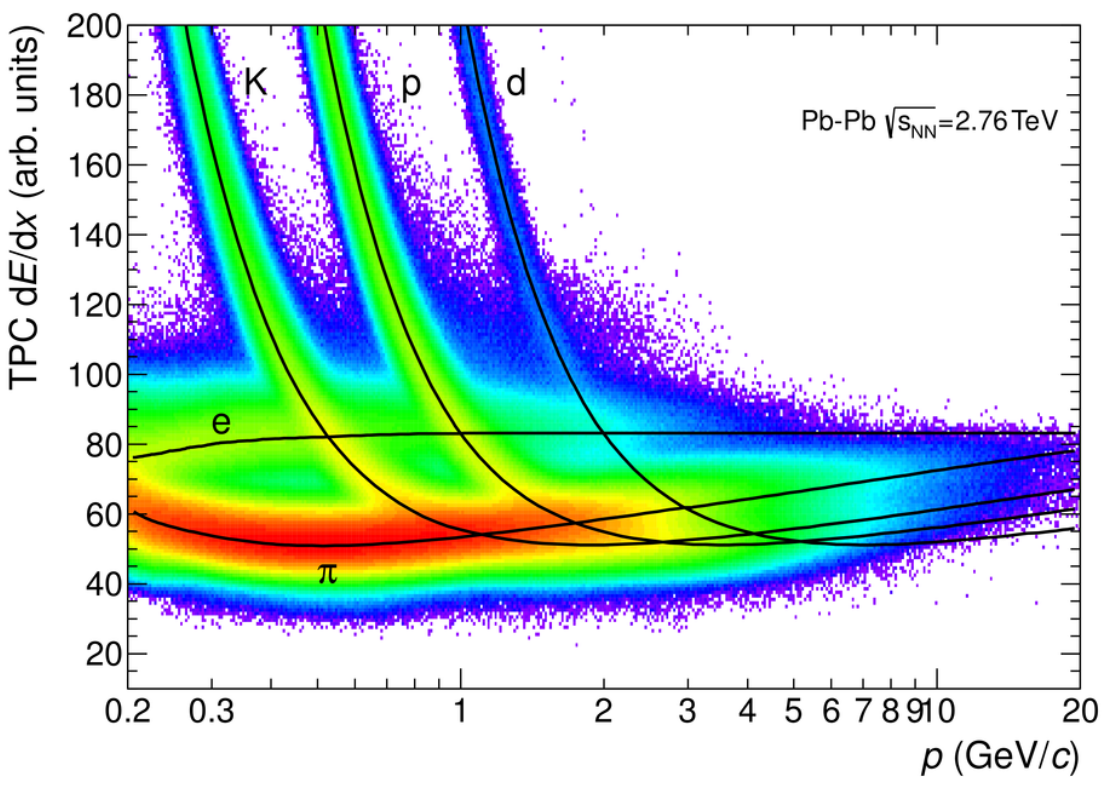 200
180
160
140
120
100
80
60
40
20
TPC dE/dx (arb. units)
K
p
d
Pb-Pb √sNN=2.76 TeV
e
π
0.2 0.3 1 2 3 4 5 6 7 8 9 10 20
p (GeV/c)